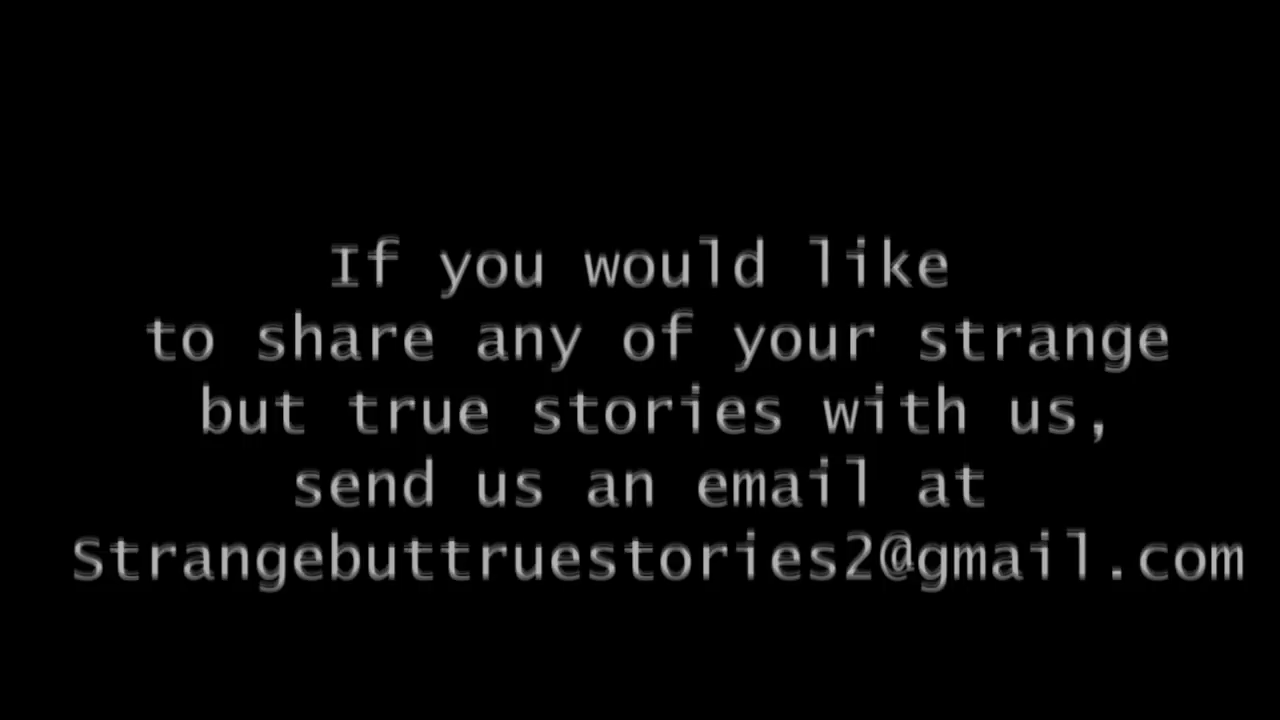 If you would like
to share any of your strange
but true stories with us,
send us an email at
Strangebuttruestories2@gmail.com